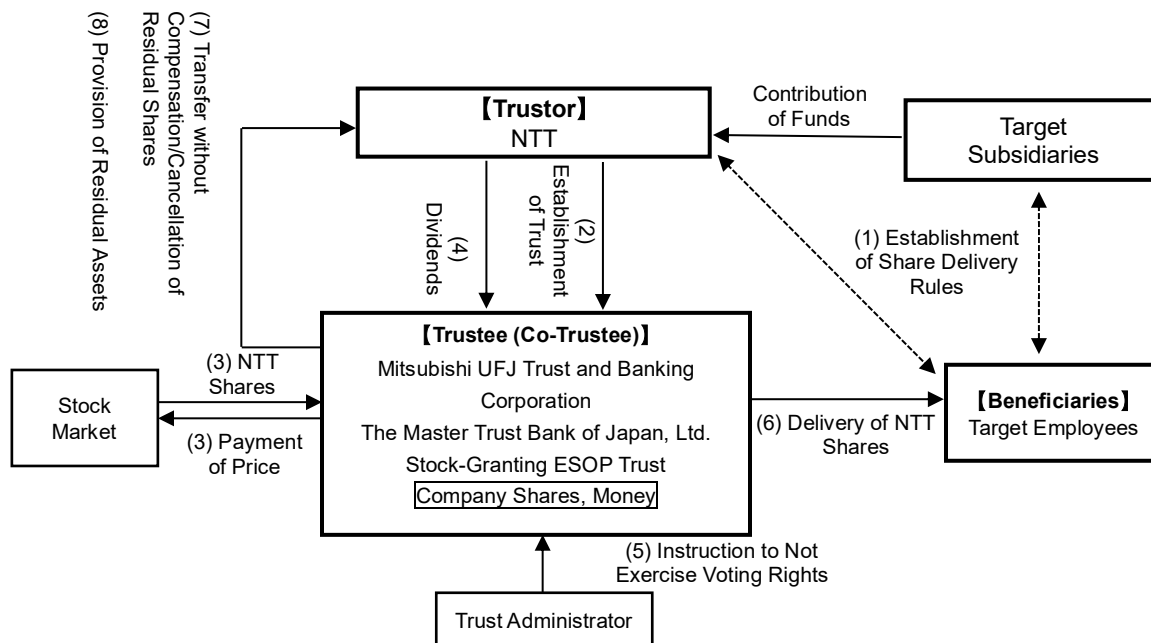 (8) Provision of Residual Assets
(7) Transfer without
Compensation/Cancellation of
Residual Shares
【Trustor】
NTT
Contribution
of Funds
Target
Subsidiaries
(4)
Dividends
(2)
Establishment
of Trust
(1) Establishment
of Share Delivery
Rules
【Trustee (Co-Trustee)】
Mitsubishi UFJ Trust and Banking
Corporation
The Master Trust Bank of Japan, Ltd.
Stock-Granting ESOP Trust
Company Shares, Money
(3) NTT
Shares
Stock
Market
(3) Payment
of Price
(6) Delivery of NTT
Shares
【Beneficiaries】
Target Employees
(5) Instruction to Not
Exercise Voting Rights
Trust Administrator